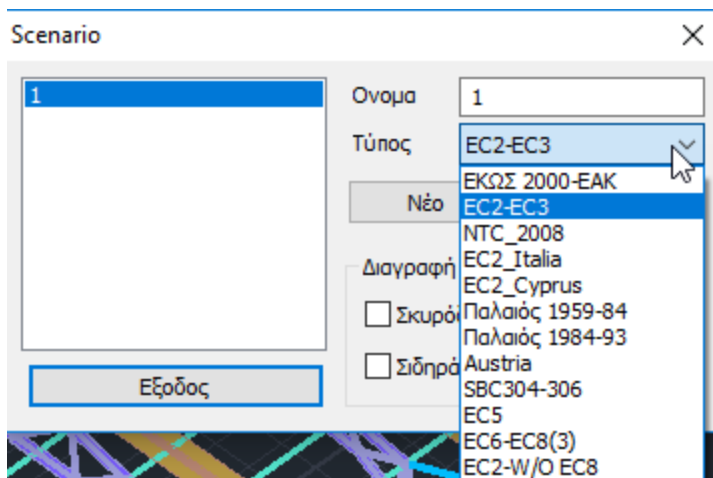 Scenario
1
Ονομα
1
Τύπος
EC2-EC3
Νέο
ΕΚΩΣ 2000-ΕΑΚ
EC2-EC3
NTC_2008
EC2_Italia
EC2_Cyprus
Παλαιός 1959-84
Παλαιός 1984-93
Austria
SBC304-306
EC5
EC6-EC8(3)
EC2-W/O EC8
Διαγραφή
Εξοδος